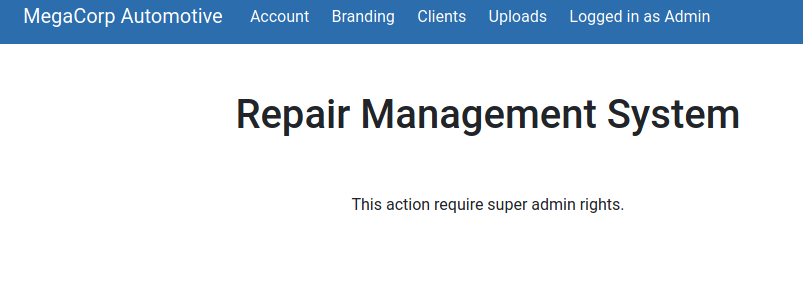 MegaCorp Automotive Account Branding Clients Uploads Logged in as Admin
Repair Management System
This action require super admin rights.